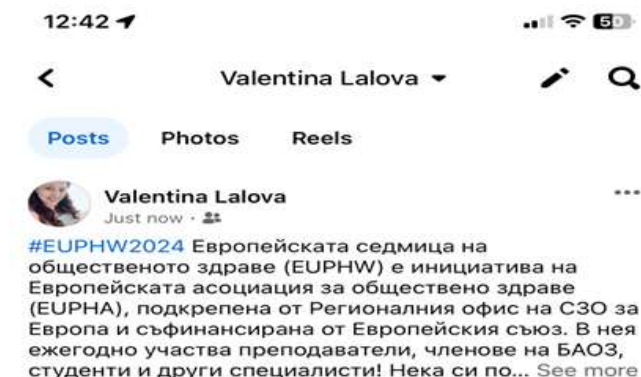 12:42
50
Valentina Lalova
Posts Photos Reels
Valentina Lalova
Just now ·
#EUPHW2024 Европейската седмица на
общественото здраве (EUPHW) е инициатива на
Европейската асоциация за обществено здраве
(EUPHA), подкрепена от Регионалния офис на СЗО за
Европа и съфинансирана от Европейския съюз. В нея
ежегодно участва преподаватели, членове на БАОЗ,
студенти и други специалисти! Нека си по... See more